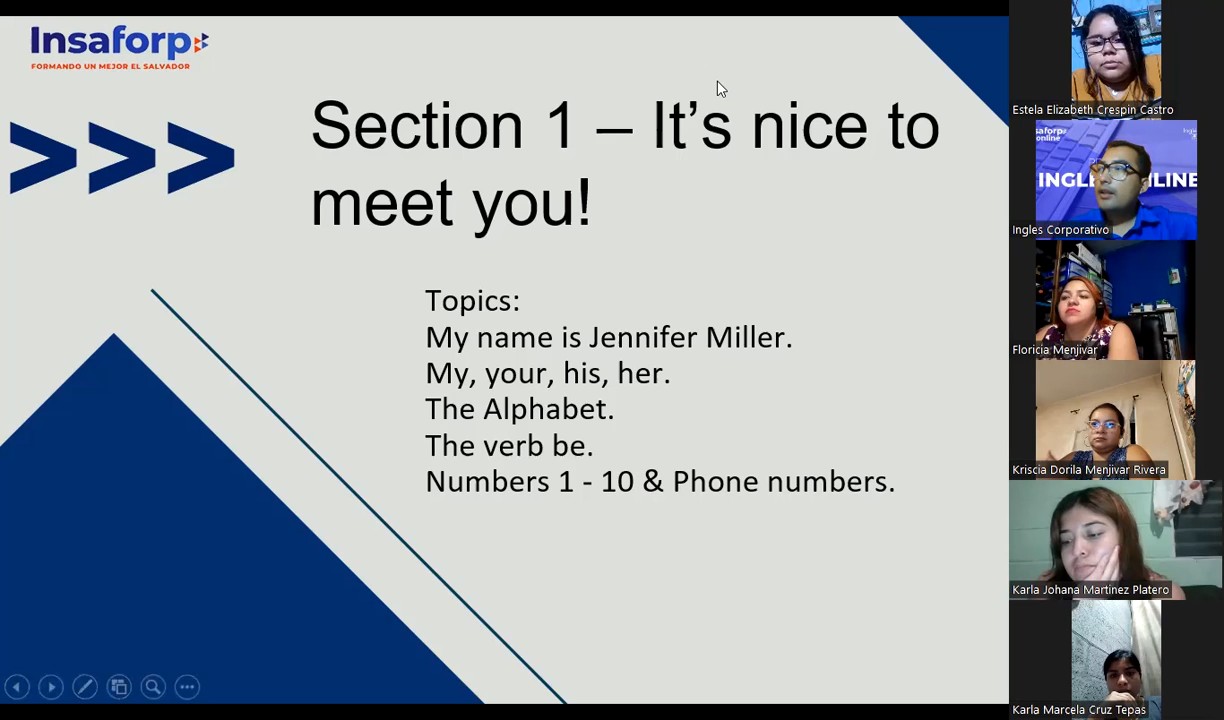 Insaforp
FORMANDO UN MEJOR EL SALVADOR
>>>
Section 1 – It's nice to
meet you!
Topics:
My name is Jennifer Miller.
My, your, his, her.
The Alphabet.
The verb be.
Numbers 1 - 10 & Phone numbers.
Estela Elizabeth Crespin Castro
Ingles Corporativo
Floricia Menjivar
Kriscia Dorila Menjivar Rivera
Karla Johana Martinez Platero
Karla Marcela Cruz Tepas